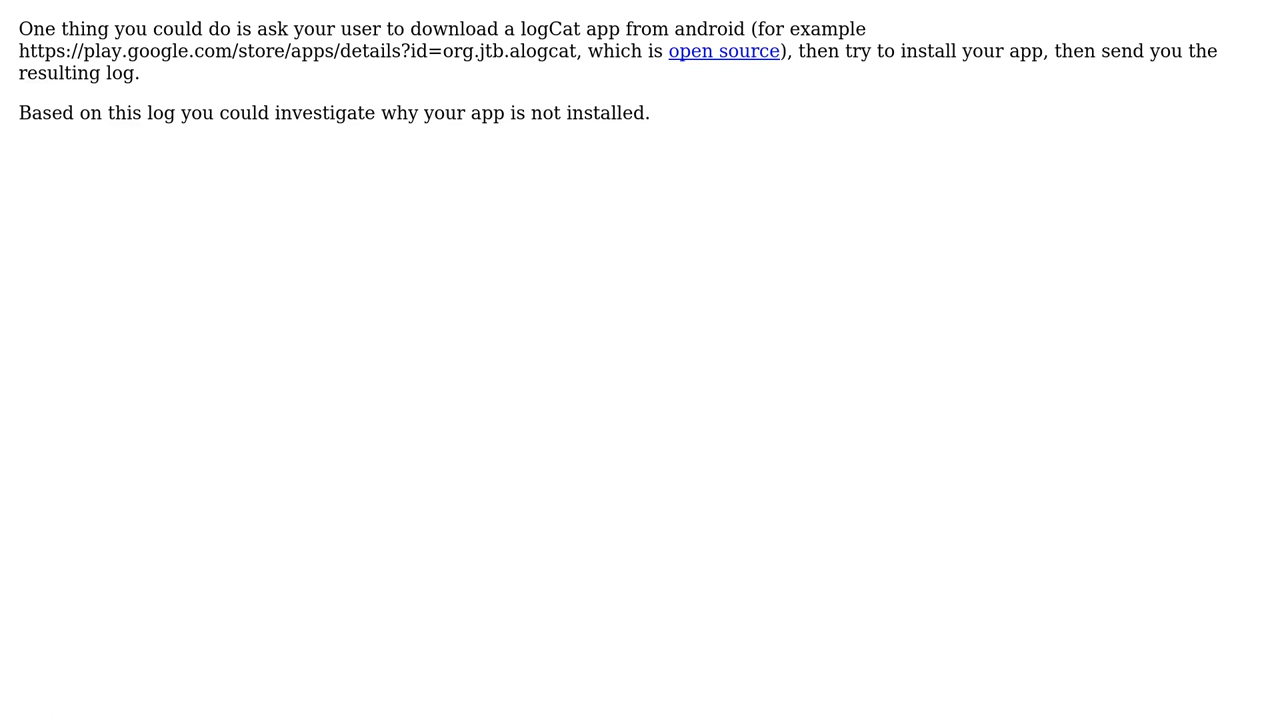 One thing you could do is ask your user to download a logCat app from android (for example
https://play.google.com/store/apps/details?id=org.jtb.alogcat, which is open source), then try to install your app, then send you the
resulting log.
Based on this log you could investigate why your app is not installed.